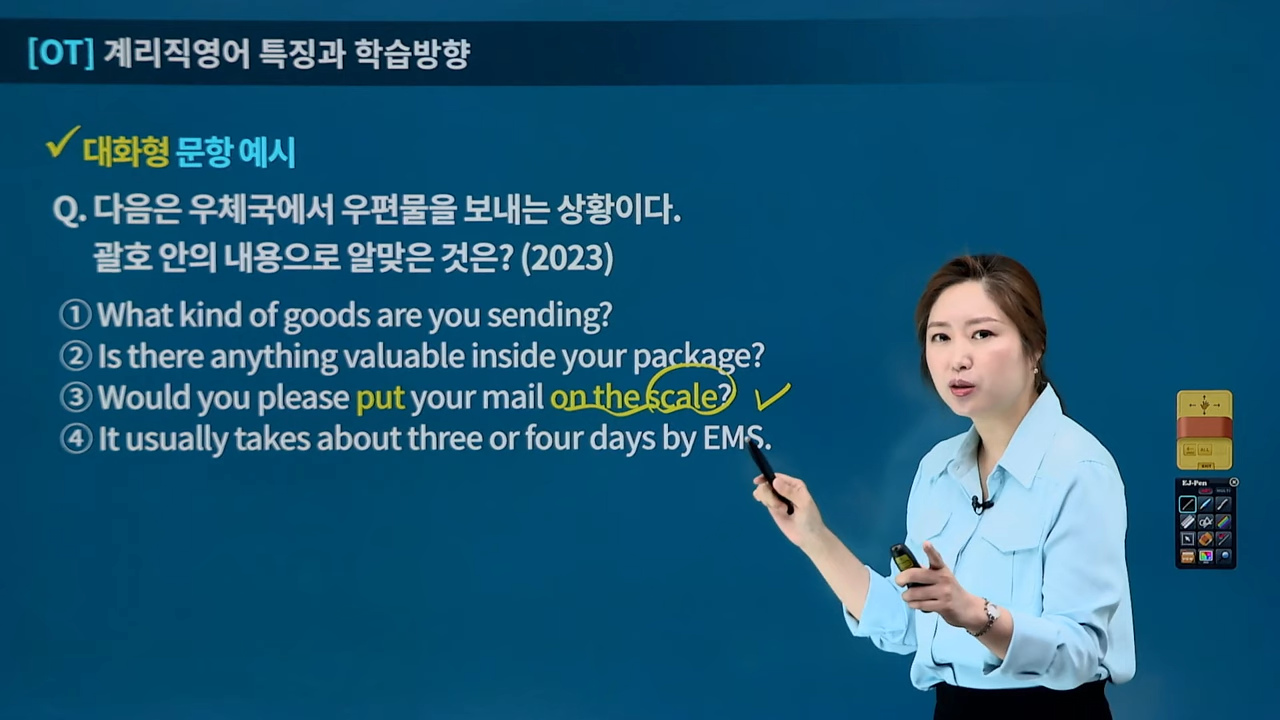 [OT] 계리직영어 특징과 학습방향
✓ 대화형 문항 예시
Q. 다음은 우체국에서 우편물을 보내는 상황이다.
괄호 안의 내용으로 알맞은 것은? (2023)
① What kind of goods are you sending?
② Is there anything valuable inside your package?
③ Would you please put your mail on the scale?
④ It usually takes about three or four days by EMS.
EJ-Pen